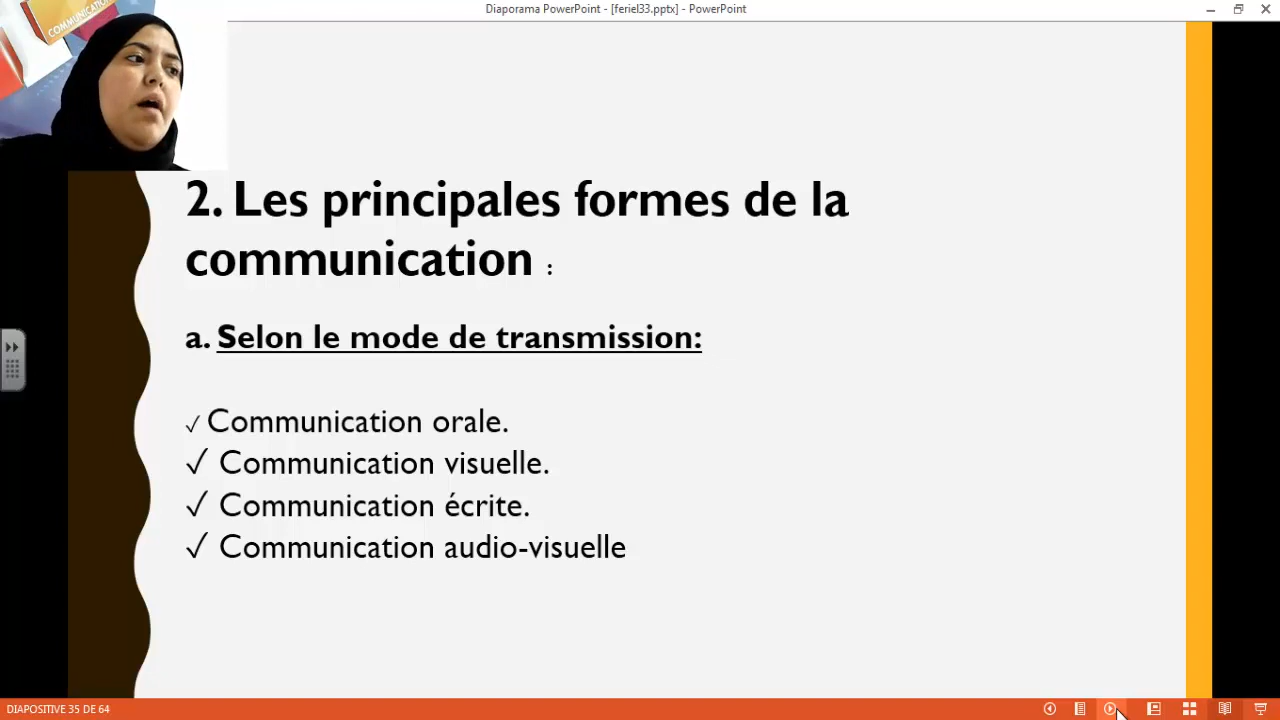 Diaporama PowerPoint - [feriel33.pptx] - PowerPoint
COMMUNICATION
2. Les principales formes de la
communication :
a. Selon le mode de transmission:
✓ Communication orale.
✓ Communication visuelle.
✓ Communication écrite.
✓ Communication audio-visuelle
DIAPOSITIVE 35 DE 64